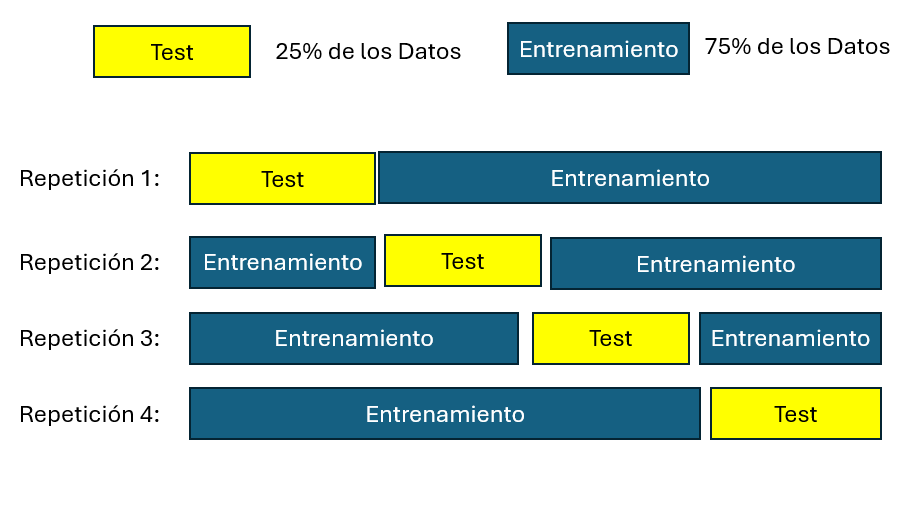 Test 25% de los Datos Entrenamiento 75% de los Datos
Repetición 1: Test Entrenamiento
Repetición 2: Entrenamiento Test Entrenamiento
Repetición 3: Entrenamiento Test Entrenamiento
Repetición 4: Entrenamiento Test